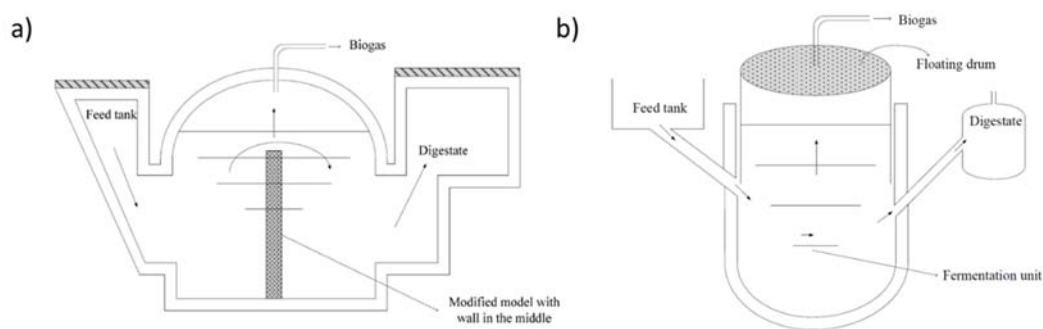 a)
Biogas
Feed tank
Digestate
Modified model with
wall in the middle
b)
Biogas
Floating drum
Feed tank
Digestate
Fermentation unit